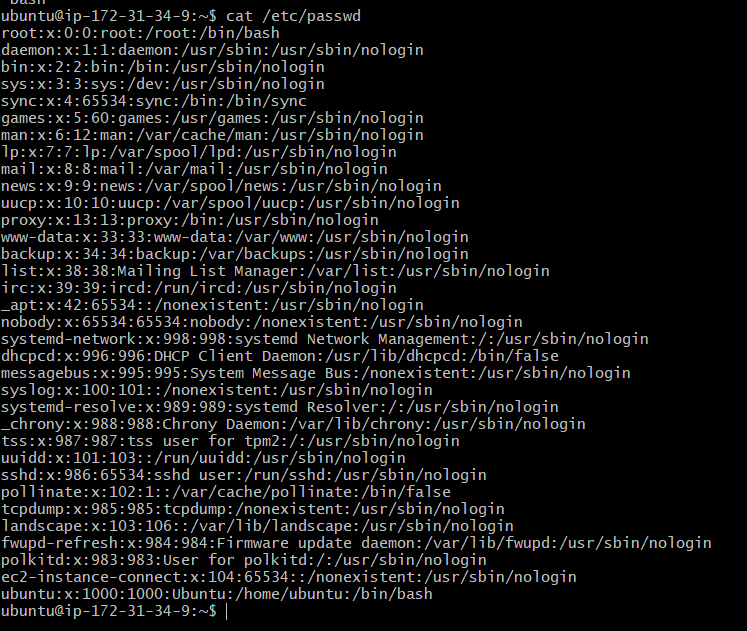 bash
ubuntu@ip-172-31-34-9:~$ cat /etc/passwd
root:x:0:0:root:/root:/bin/bash
daemon:x:1:1:daemon:/usr/sbin:/usr/sbin/nologin
bin:x:2:2:bin:/bin:/usr/sbin/nologin
sys:x:3:3:sys:/dev:/usr/sbin/nologin
sync:x:4:65534:sync:/bin:/bin/sync
games:x:5:60:games:/usr/games:/usr/sbin/nologin
man:x:6:12:man:/var/cache/man:/usr/sbin/nologin
lp:x:7:7:lp:/var/spool/lpd:/usr/sbin/nologin
mail:x:8:8:mail:/var/mail:/usr/sbin/nologin
news:x:9:9:news:/var/spool/news:/usr/sbin/nologin
uucp:x:10:10:uucp:/var/spool/uucp:/usr/sbin/nologin
proxy:x:13:13:proxy:/bin:/usr/sbin/nologin
www-data:x:33:33:www-data:/var/www:/usr/sbin/nologin
backup:x:34:34:backup:/var/backups:/usr/sbin/nologin
list:x:38:38:Mailing List Manager:/var/list:/usr/sbin/nologin
irc:x:39:39:ircd:/run/ircd:/usr/sbin/nologin
_apt:x:42:65534::/nonexistent:/usr/sbin/nologin
nobody:x:65534:65534:nobody:/nonexistent:/usr/sbin/nologin
systemd-network:x:998:998:systemd Network Management:/:/usr/sbin/nologin
dhcpcd:x:996:996:DHCP Client Daemon:/usr/lib/dhcpcd:/bin/false
messagebus:x:995:995:System Message Bus:/nonexistent:/usr/sbin/nologin
syslog:x:100:101::/nonexistent:/usr/sbin/nologin
systemd-resolve:x:989:989:systemd Resolver:/:/usr/sbin/nologin
_chrony:x:988:988:Chrony Daemon:/var/lib/chrony:/usr/sbin/nologin
tss:x:987:987:tss user for tpm2:/:/usr/sbin/nologin
uuidd:x:101:103::/run/uuidd:/usr/sbin/nologin
sshd:x:986:65534:sshd user:/run/sshd:/usr/sbin/nologin
pollinate:x:102:1::/var/cache/pollinate:/bin/false
tcpdump:x:985:985:tcpdump:/nonexistent:/usr/sbin/nologin
landscape:x:103:106::/var/lib/landscape:/usr/sbin/nologin
fwupd-refresh:x:984:984:Firmware update daemon:/var/lib/fwupd:/usr/sbin/nologin
polkitd:x:983:983:User for polkitd:/:/usr/sbin/nologin
ec2-instance-connect:x:104:65534::/nonexistent:/usr/sbin/nologin
ubuntu:x:1000:1000:Ubuntu:/home/ubuntu:/bin/bash
ubuntu@ip-172-31-34-9:~$